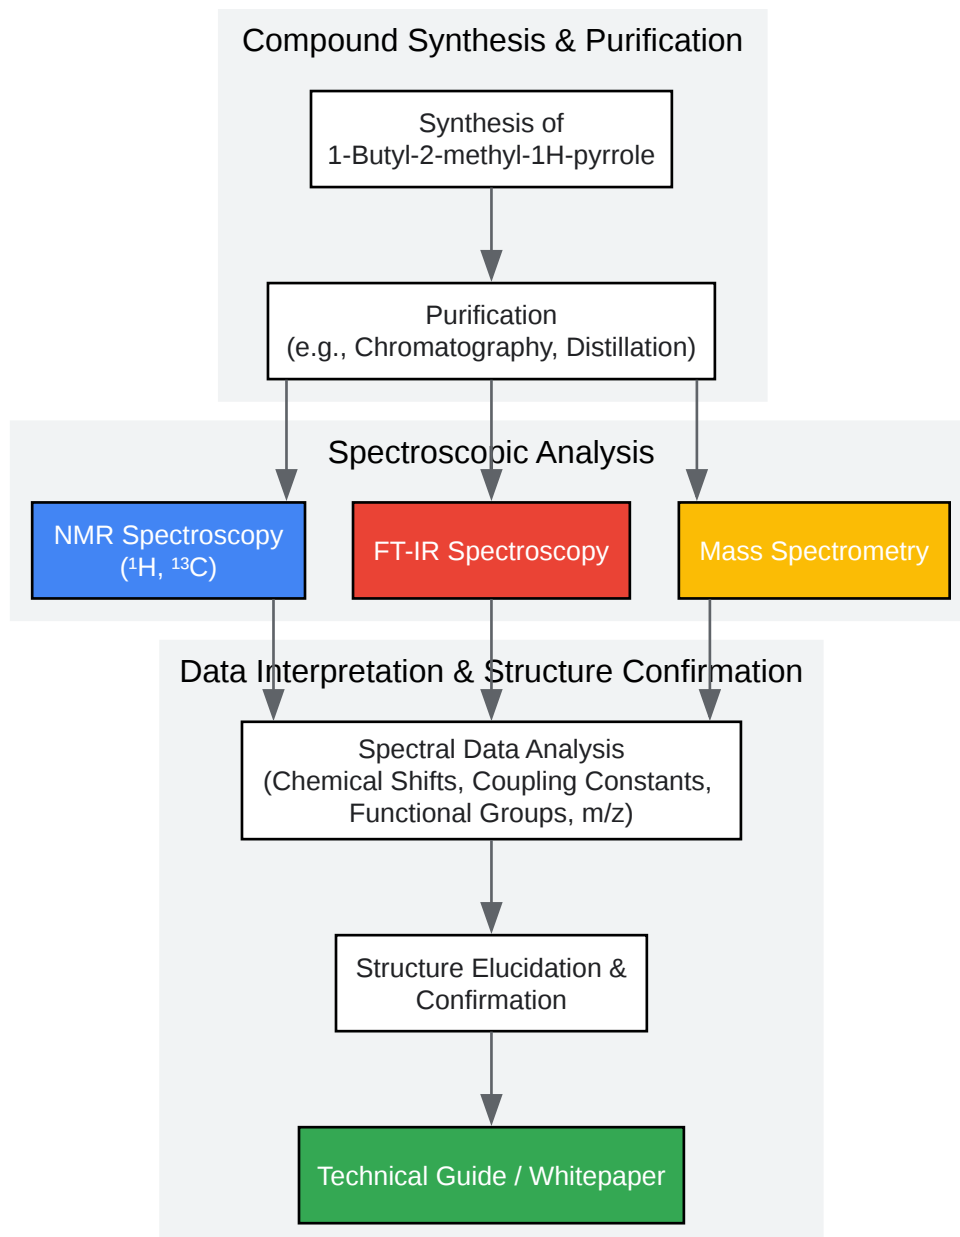 Compound Synthesis & Purification
Synthesis of
1-Butyl-2-methyl-1H-pyrrole
Purification
(e.g., Chromatography, Distillation)
Spectroscopic Analysis
NMR Spectroscopy
(¹H, ¹³C)
FT-IR Spectroscopy
Mass Spectrometry
Data Interpretation & Structure Confirmation
Spectral Data Analysis
(Chemical Shifts, Coupling Constants,
Functional Groups, m/z)
Structure Elucidation &
Confirmation
Technical Guide / Whitepaper